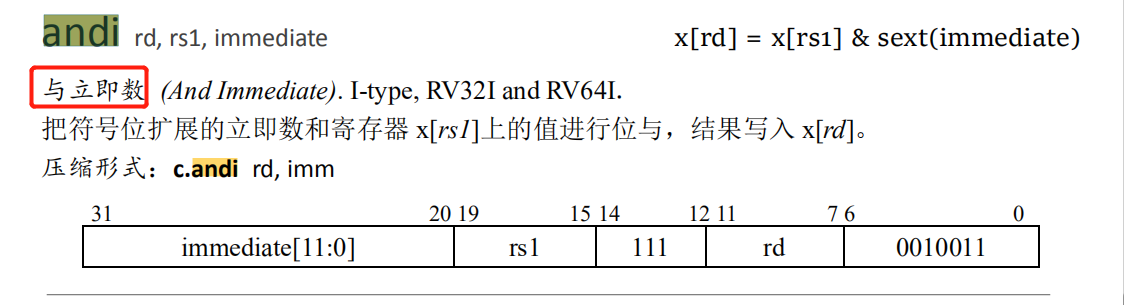 andi rd, rs1, immediate x[rd] = x[rs1] & sext(immediate)
与立即数 (And Immediate). I-type, RV32I and RV64I.
把符号位扩展的立即数和寄存器 x[rs1]上的值进行位与，结果写入 x[rd]。
压缩形式：c.andi rd, imm
31 20 19 15 14 12 11 7 6 0
immediate[11:0] rs1 111 rd 0010011